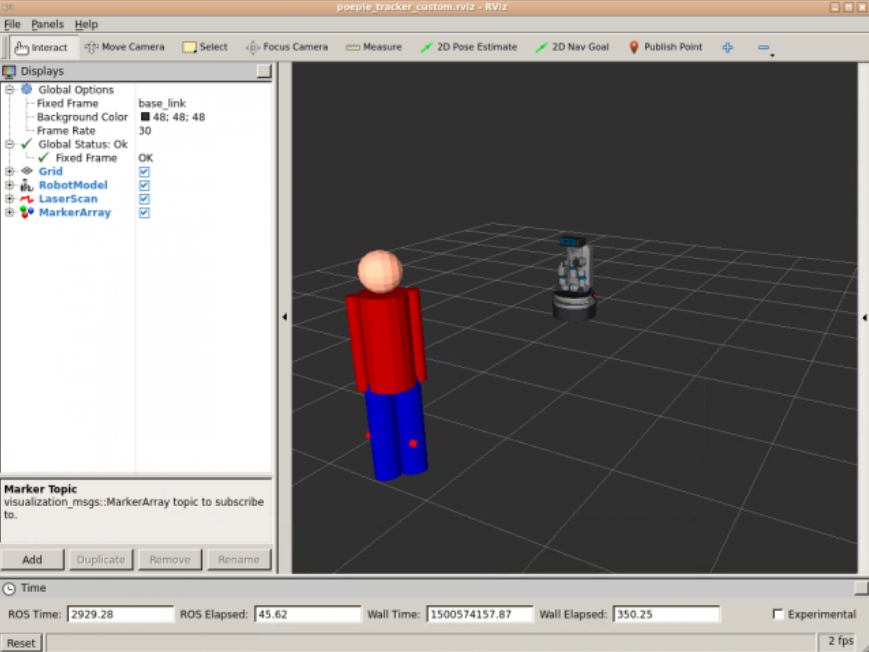 poeple_tracker_custom.rviz - RViz
File Panels Help
Interact Move Camera Select Focus Camera Measure 2D Pose Estimate 2D Nav Goal Publish Point
Displays
Global Options
Fixed Frame base_link
Background Color 48; 48; 48
Frame Rate 30
Global Status: Ok
Fixed Frame OK
Grid
RobotModel
LaserScan
MarkerArray
Marker Topic
visualization_msgs::MarkerArray topic to subscribe
to.
Add Duplicate Remove Rename
Time
ROS Time: 2929.28 ROS Elapsed: 45.62 Wall Time: 1500574157.87 Wall Elapsed: 350.25 Experimental
Reset 2 fps